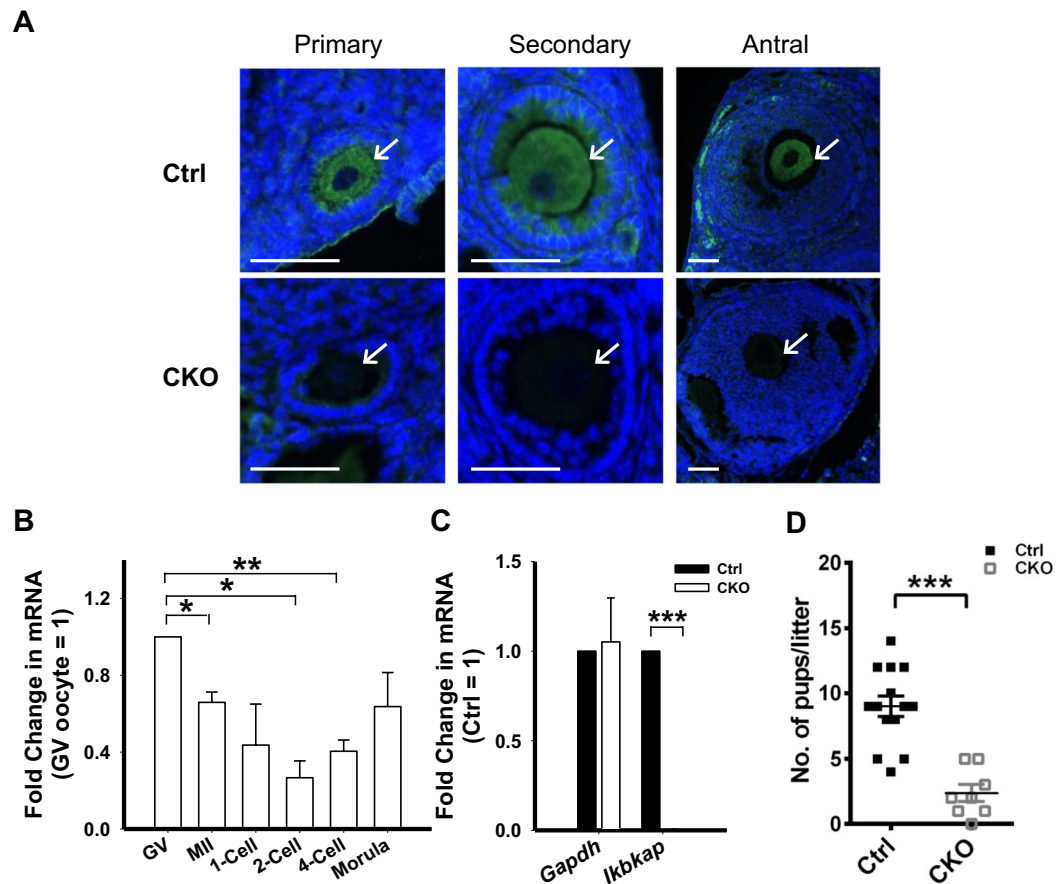 A
Primary
Secondary
Antral
Ctrl
CKO
B
Fold Change in mRNA
(GV oocyte = 1)
1.2
0.8
0.4
0.0
**
*
*
GV
MII
1-Cell
2-Cell
4-Cell
Morula
C
Fold Change in mRNA
(Ctrl = 1)
1.5
1.0
0.5
0.0
Ctrl
CKO
***
Gapdh
Ikbkap
D
No. of pups/litter
20
15
10
5
0
Ctrl
CKO
***
Ctrl
CKO